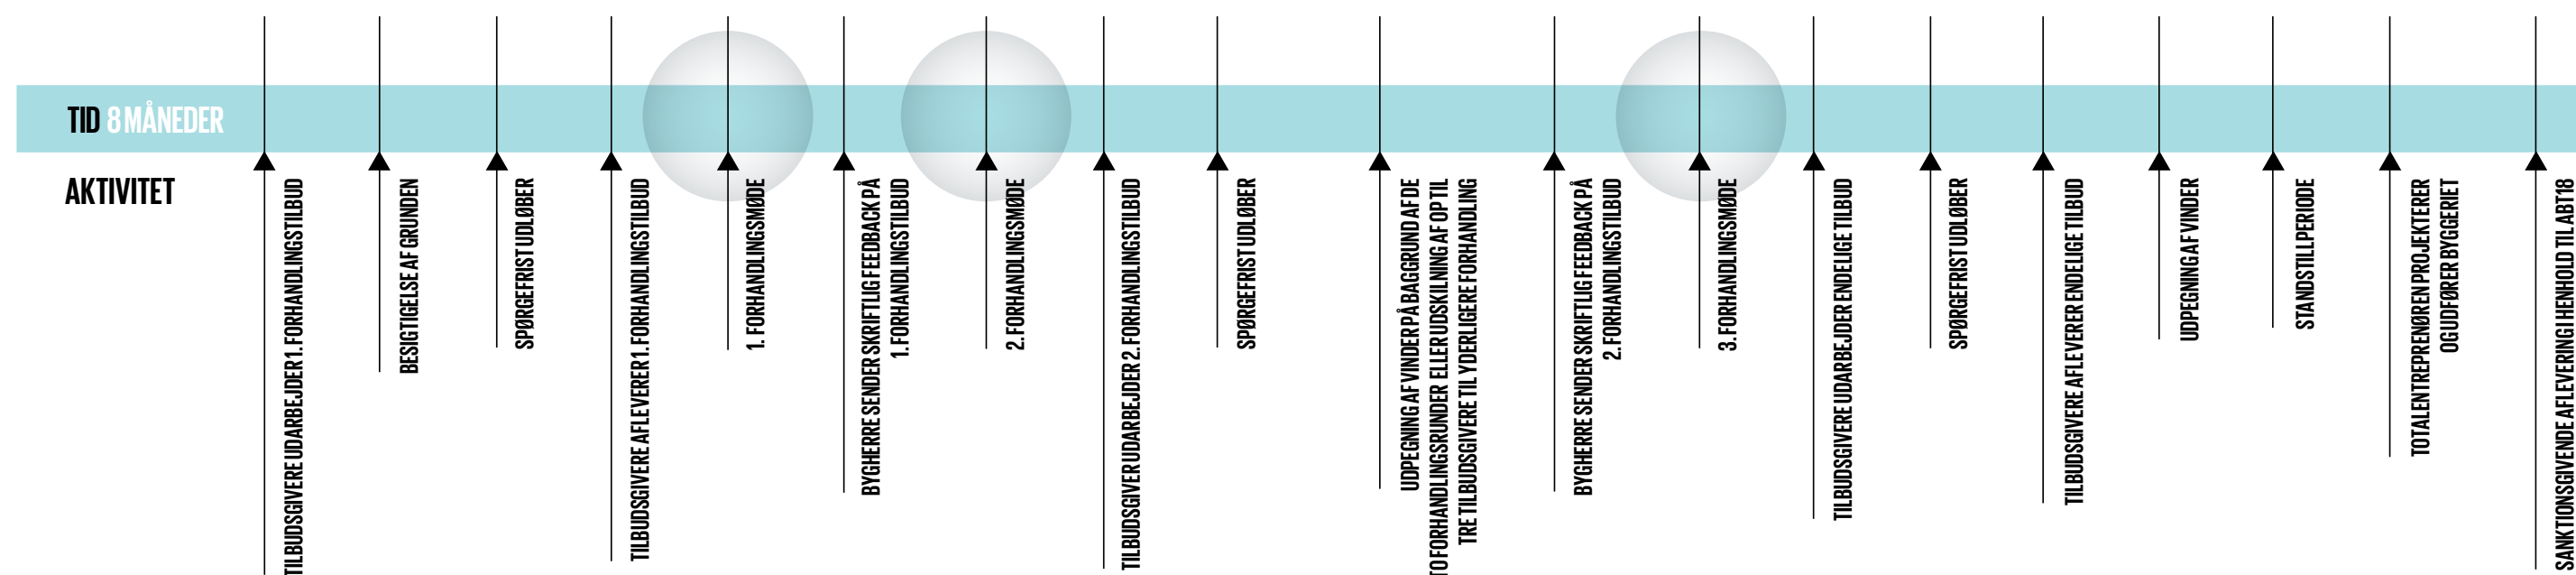 TID 8 MÅNEDER
AKTIVITET
TILBUDSGIVERE UDARBEJDER 1. FORHANDLINGSTILBUD
BESIGTIGELSE AF GRUNDEN
SPØRGEFRIST UDLØBER
TILBUDSGIVERE AFLEVERER 1. FORHANDLINGSTILBUD
1. FORHANDLINGSMØDE
BYGHERRE SENDER SKRIFTLIG FEEDBACK PÅ
1. FORHANDLINGSTILBUD
2. FORHANDLINGSMØDE
TILBUDSGIVER UDARBEJDER 2. FORHANDLINGSTILBUD
SPØRGEFRIST UDLØBER
UDPEGNING AF VINDER PÅ BAGGRUND AF DE
TO FORHANDLINGSRUNDER ELLER UDSKILNING AF OP TIL
TRE TILBUDSGIVERE TIL YDERLIGERE FORHANDLING
BYGHERRE SENDER SKRIFTLIG FEEDBACK PÅ
2. FORHANDLINGSTILBUD
3. FORHANDLINGSMØDE
TILBUDSGIVERE UDARBEJDER ENDELIGE TILBUD
SPØRGEFRIST UDLØBER
TILBUDSGIVERE AFLEVERER ENDELIGE TILBUD
UDPEGNING AF VINDER
STANDSTILLPERIODE
TOTALENTREPRENØREN PROJEKTERER
OG UDFØRER BYGGERIET
SANKTIONSGIVENDE AFLEVERING I HENHOLD TIL ABT18